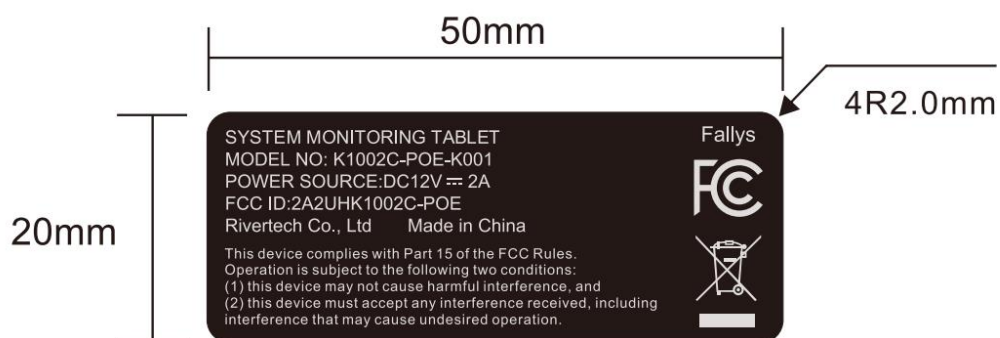 50mm
4R2.0mm
20mm
SYSTEM MONITORING TABLET
MODEL NO: K1002C-POE-K001
POWER SOURCE:DC12V ⎓ 2A
FCC ID:2A2UHK1002C-POE
Rivertech Co., Ltd Made in China
This device complies with Part 15 of the FCC Rules.
Operation is subject to the following two conditions:
(1) this device may not cause harmful interference, and
(2) this device must accept any interference received, including
interference that may cause undesired operation.
Fallys
FC